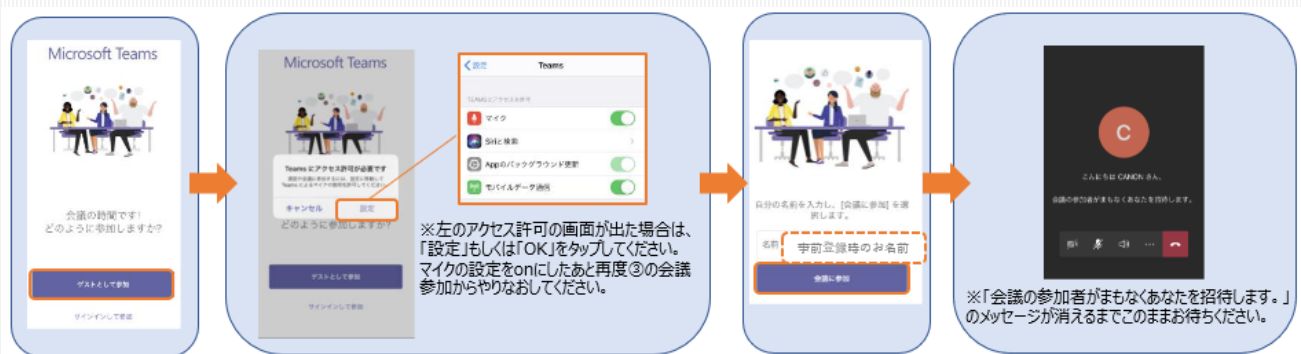 Microsoft Teams
会議の時間です!
どのように参加しますか?
ゲストとして参加
サインインして参加
Microsoft Teams
Teams にアクセス許可が必要です
キャンセル
設定
どのように参加しますか?
ゲストとして参加
サインインして参加
設定
Teams
TEAMSにアクセスを許可
マイク
Siriと検索
Appのバックグラウンド更新
モバイルデータ通信
※左のアクセス許可の画面が出た場合は、
「設定」もしくは「OK」をタップしてください。
マイクの設定をonにしたあと再度③の会議
参加からやりなおしてください。
自分の名前を入力し、[会議に参加] を選
択します。
名前
事前登録時のお名前
会議に参加
C
こんにちは CANON さん、
会議の参加者がまもなくあなたを招待します。
※「会議の参加者がまもなくあなたを招待します。」
のメッセージが消えるまでこのままお待ちください。